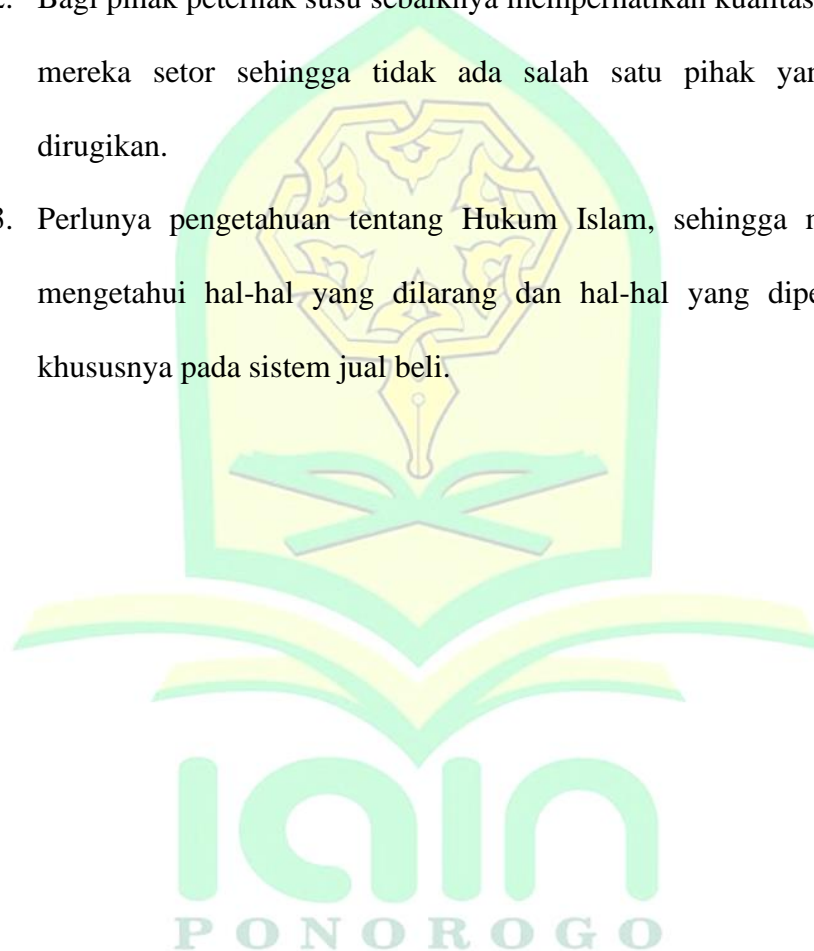 2. Bagi pihak peternak susu sebaiknya memperhatikan kualitas
mereka setor sehingga tidak ada salah satu pihak
dirugikan.
3. Perlunya pengetahuan tentang Hukum Islam, sehingga
mengetahui hal-hal yang dilarang dan hal-hal yang
khususnya pada sistem jual beli.
iain
PONOROGO